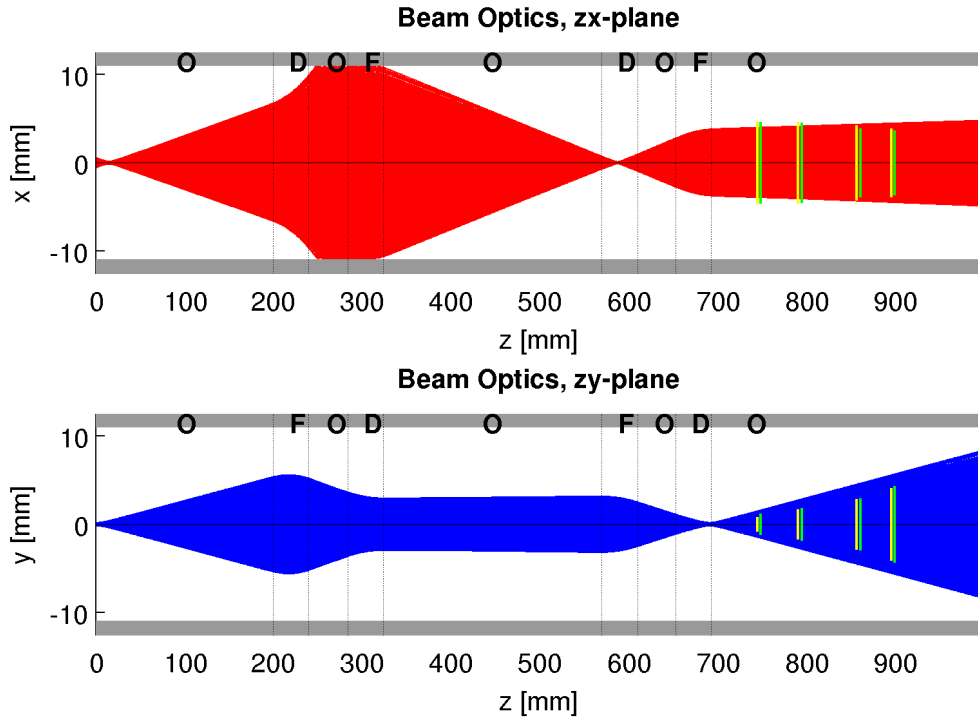 Beam Optics, zx-plane
O D O F O D O F O
10
0
-10
x [mm]
0 100 200 300 400 500 600 700 800 900
z [mm]
Beam Optics, zy-plane
O F O D O F O D O
10
0
-10
y [mm]
0 100 200 300 400 500 600 700 800 900
z [mm]